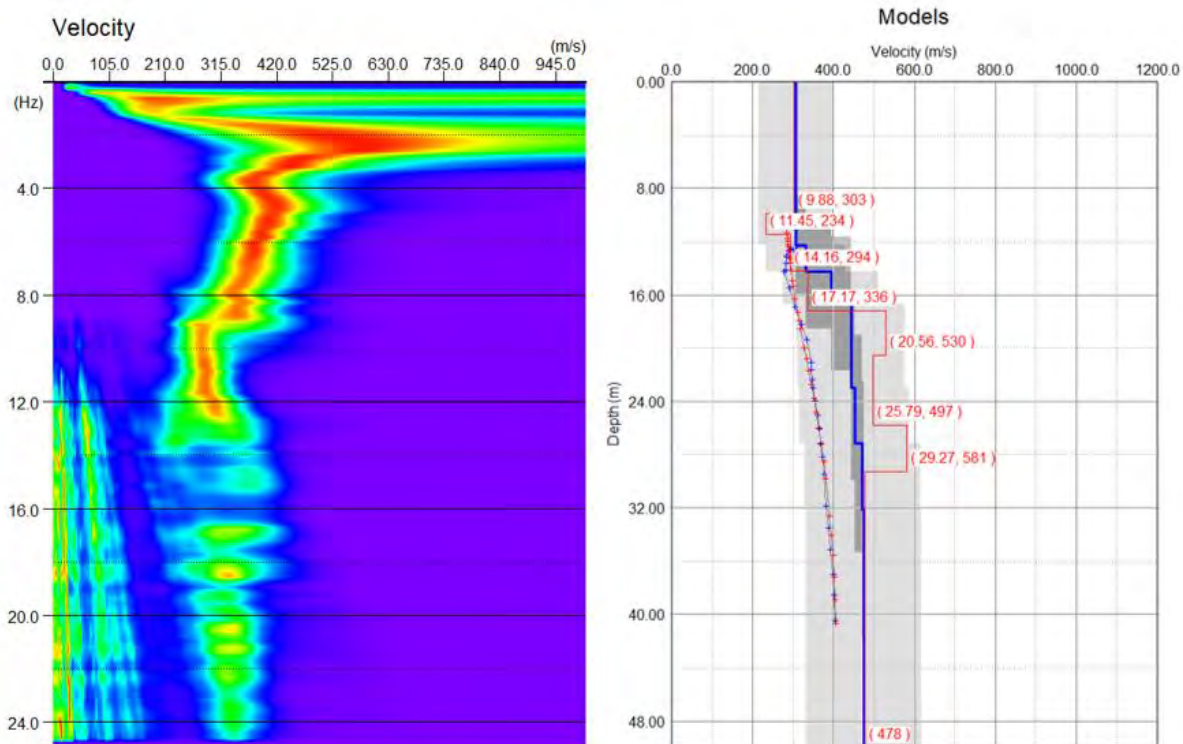 Velocity
(m/s)
0.0 105.0 210.0 315.0 420.0 525.0 630.0 735.0 840.0 945.0
(Hz)
4.0
8.0
12.0
16.0
20.0
24.0
Models
Velocity (m/s)
0.0 200.0 400.0 600.0 800.0 1000.0 1200.0
0.00
8.00
16.00
24.00
32.00
40.00
48.00
Depth (m)
( 9.88, 303 )
( 11.45, 234 )
( 14.16, 294 )
( 17.17, 336 )
( 20.56, 530 )
( 25.79, 497 )
( 29.27, 581 )
( 478 )